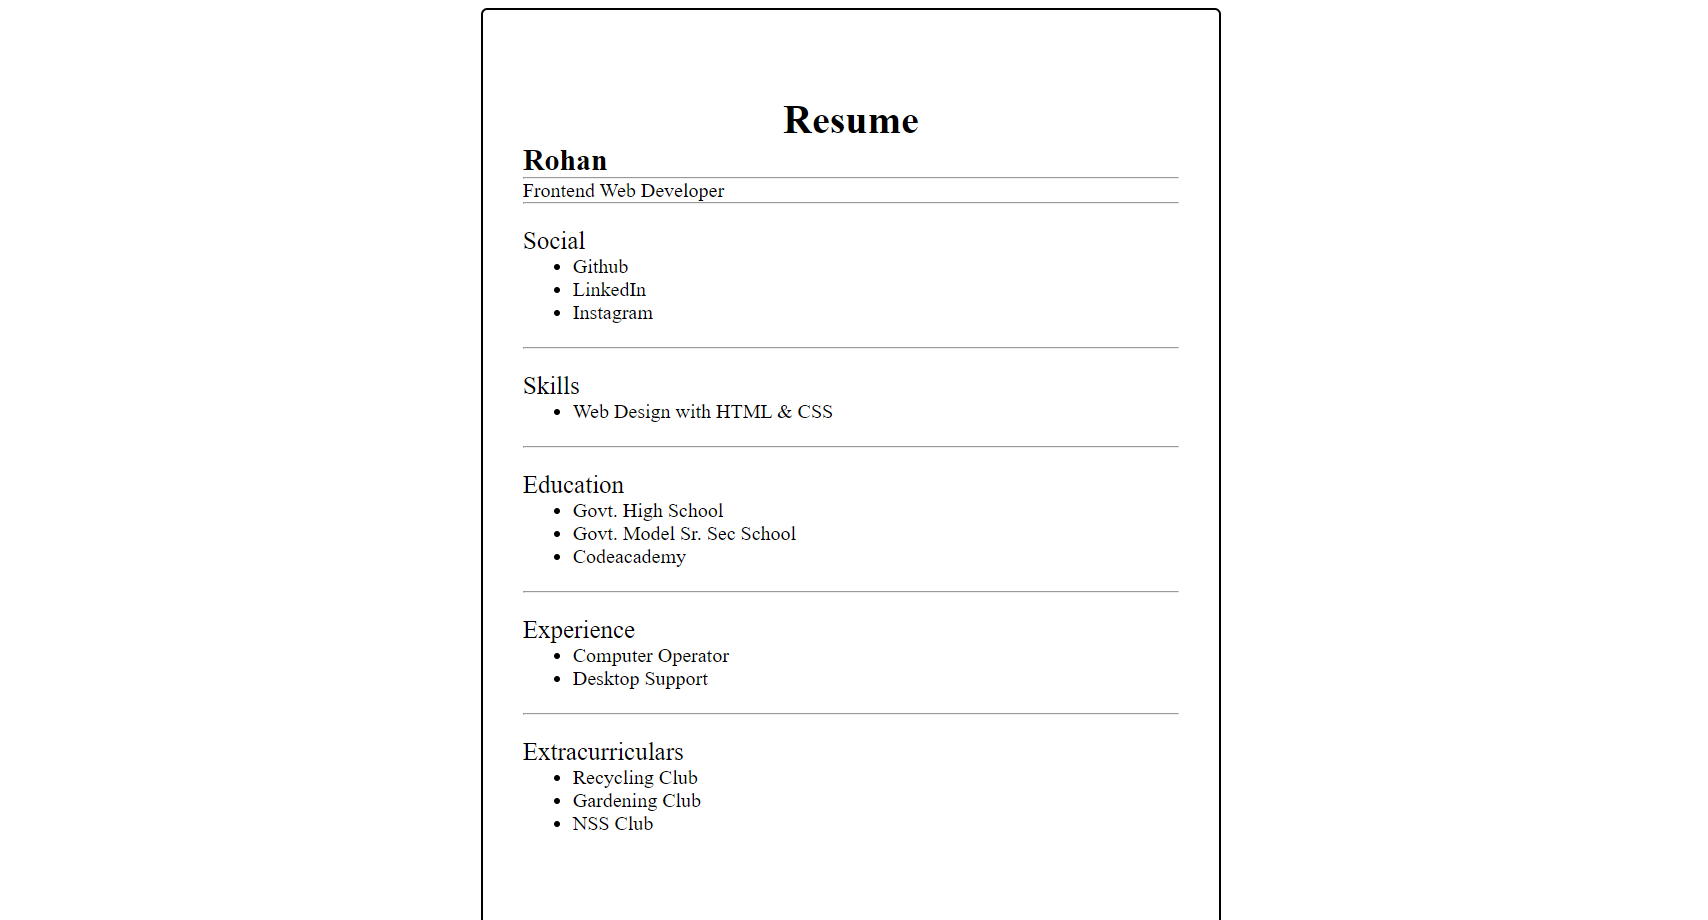 Resume
Rohan
Frontend Web Developer
Social
Github
LinkedIn
Instagram
Skills
Web Design with HTML & CSS
Education
Govt. High School
Govt. Model Sr. Sec School
Codeacademy
Experience
Computer Operator
Desktop Support
Extracurriculars
Recycling Club
Gardening Club
NSS Club